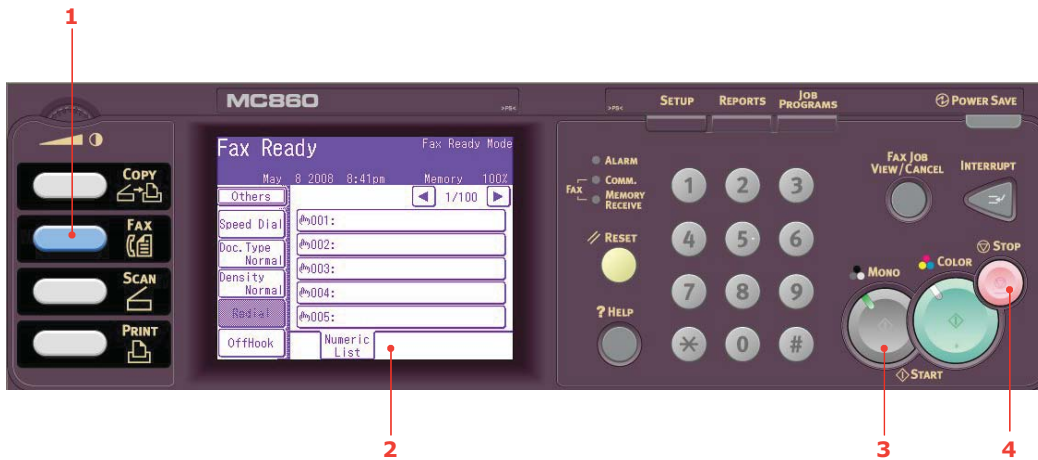 1
MC860
>PS<
>PS<
SETUP
REPORTS
JOB
PROGRAMS
POWER SAVE
COPY
FAX
SCAN
PRINT
Fax Ready
Fax Ready Mode
May 8 2008 8:41pm
Memory 100%
Others
1/100
Speed Dial
001:
Doc.Type
Normal
002:
003:
Density
Normal
004:
Redial
005:
OffHook
Numeric
List
ALARM
FAX
COMM.
MEMORY
RECEIVE
RESET
? HELP
1 2 3
4 5 6
7 8 9
* 0 #
FAX JOB
VIEW/CANCEL
INTERRUPT
STOP
MONO
COLOR
START
2
3
4